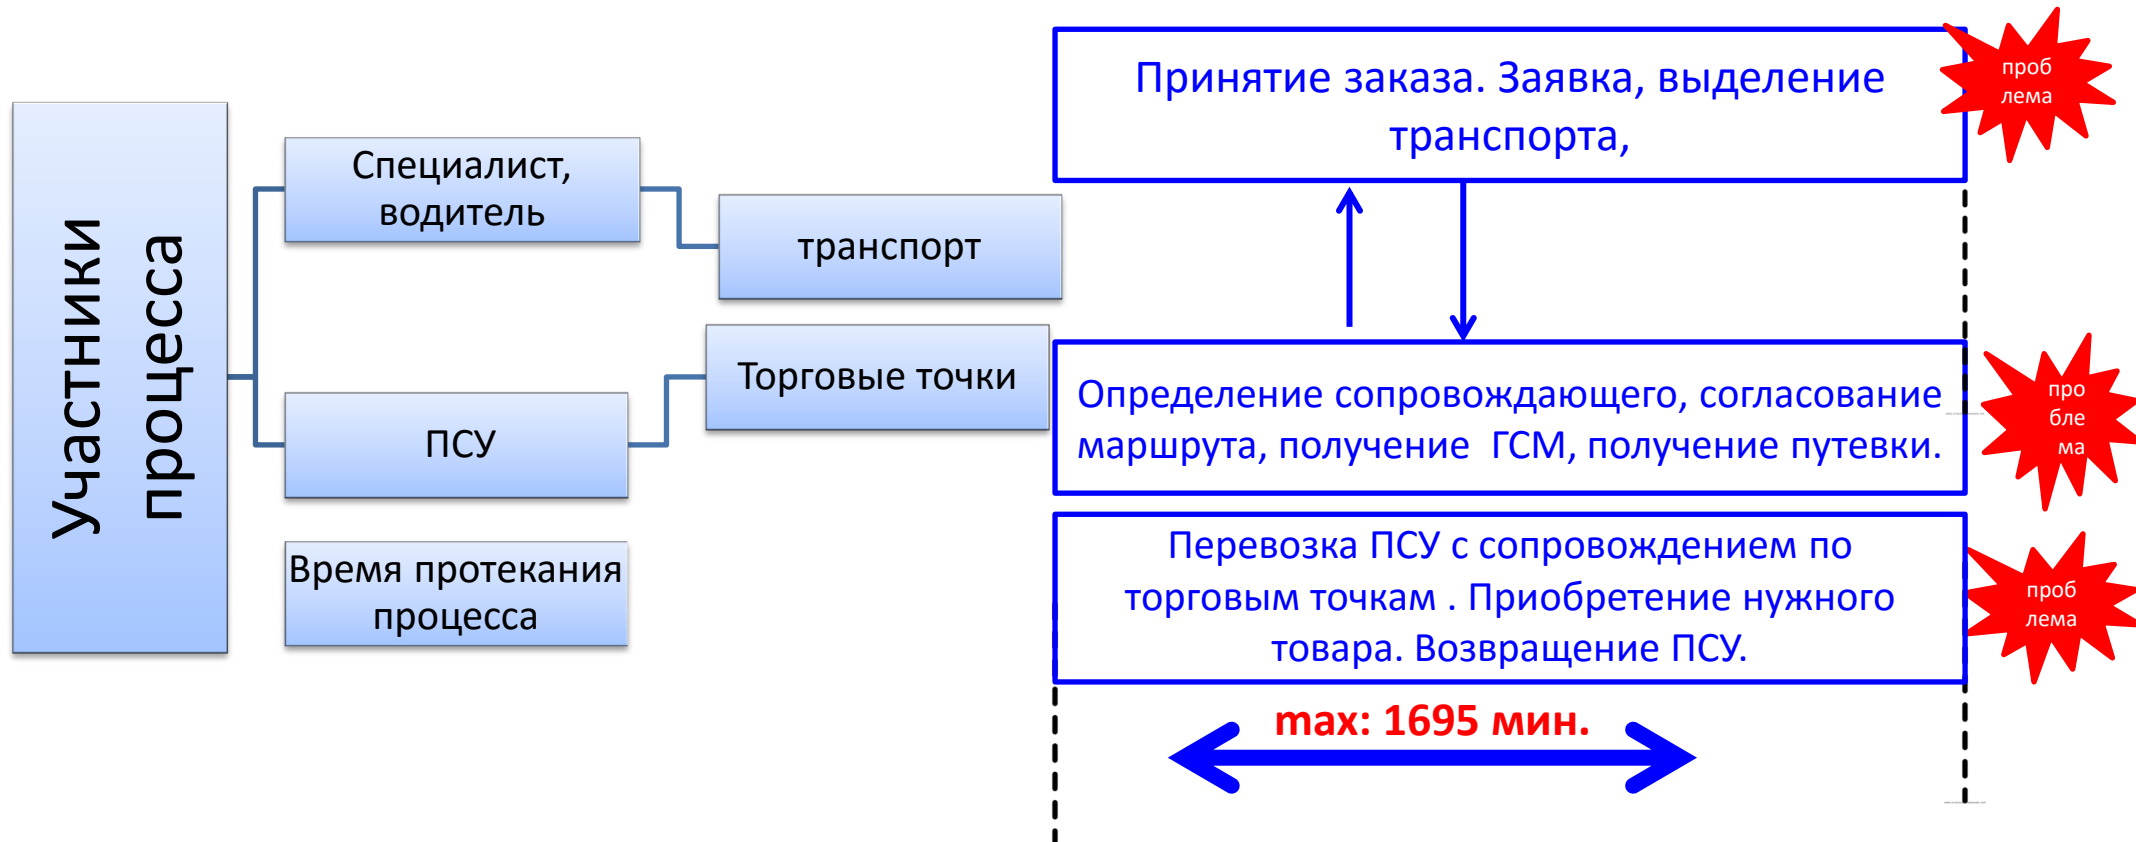 Участники
процесса
Специалист,
водитель
транспорт
ПСУ
Торговые точки
Время протекания
процесса
Принятие заказа. Заявка, выделение
транспорта,
проб
лема
Определение сопровождающего, согласование
маршрута, получение ГСМ, получение путевки.
про
бле
ма
Перевозка ПСУ с сопровождением по
торговым точкам . Приобретение нужного
товара. Возвращение ПСУ.
проб
лема
max: 1695 мин.